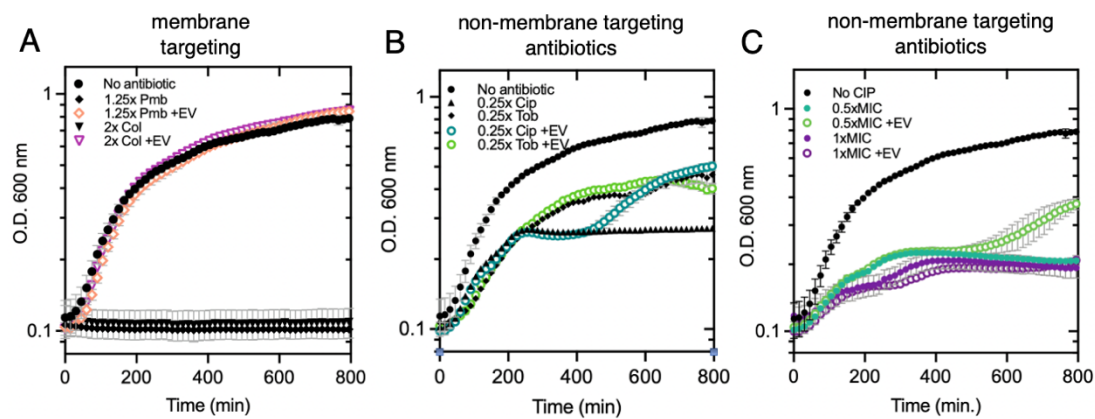 membrane
targeting
A
O.D. 600 nm
1
0.1
No antibiotic
1.25x Pmb
1.25x Pmb +EV
2x Col
2x Col +EV
0
200
400
600
800
Time (min)
non-membrane targeting
antibiotics
B
O.D. 600 nm
1
0.1
No antibiotic
0.25x Cip
0.25x Tob
0.25x Cip +EV
0.25x Tob +EV
0
200
400
600
800
Time (min)
non-membrane targeting
antibiotics
C
O.D. 600 nm
1
0.1
No CIP
0.5xMIC
0.5xMIC +EV
1xMIC
1xMIC +EV
0
200
400
600
800
Time (min.)